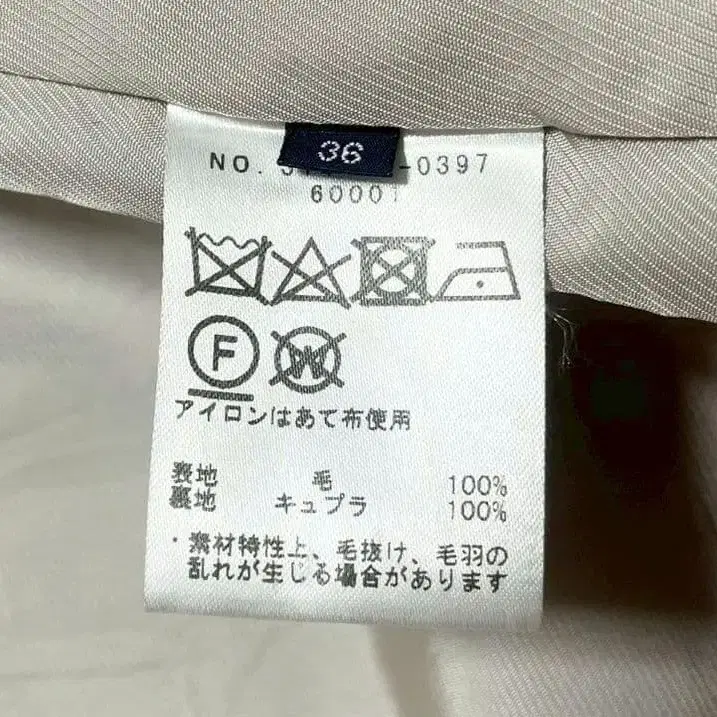 36
NO. -0397
60001
F
W
アイロンはあて布使用
表地 毛 100%
裏地 キュプラ 100%
・素材特性上、毛抜け、毛羽の
乱れが生じる場合があります